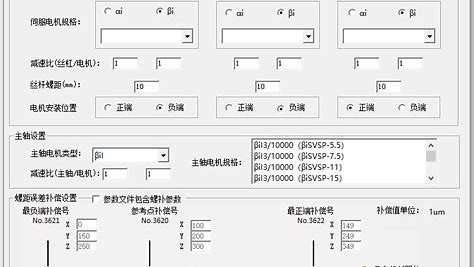 αi βi αi βi αi βi
伺服电机规格:
减速比(丝杠/电机): 1 1 1 1 1 1
丝杆螺距(mm): 10 10 10
电机安装位置 正端 负端 正端 负端 正端 负端
主轴设置
主轴电机类型: βiI
减速比(主轴/电机) 1 1
主轴电机规格:
βiI3/10000 (βiSVSP-5.5)
βiI3/10000 (βiSVSP-7.5)
βiI3/10000 (βiSVSP-11)
βiI3/10000 (βiSVSP-15)
螺距误差补偿设置 参数文件包含螺补参数
最负端补偿号 参考点补偿号 最正端补偿号 补偿值单位: 1um
No.3621 No.3620 No.3622
X 0 X 100 X 149
Y 150 Y 200 Y 249
Z 250 Z 300 Z 349